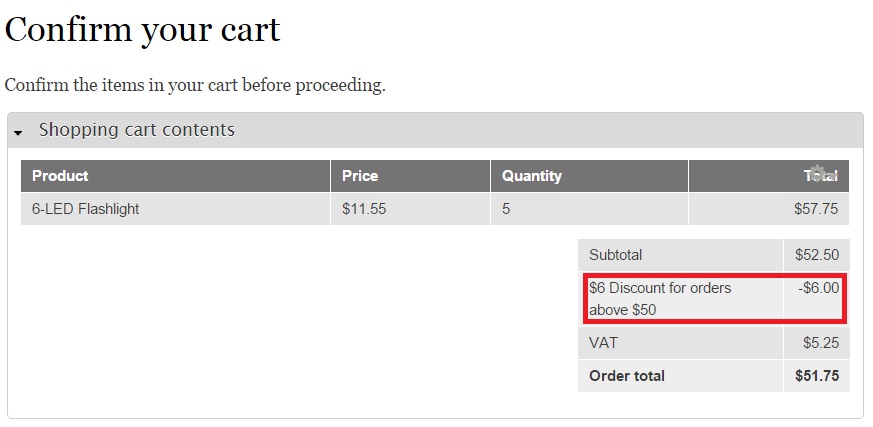 Confirm your cart
Confirm the items in your cart before proceeding.
Shopping cart contents
Product Price Quantity Total
6-LED Flashlight $11.55 5 $57.75
Subtotal $52.50
$6 Discount for orders -$6.00
above $50
VAT $5.25
Order total $51.75